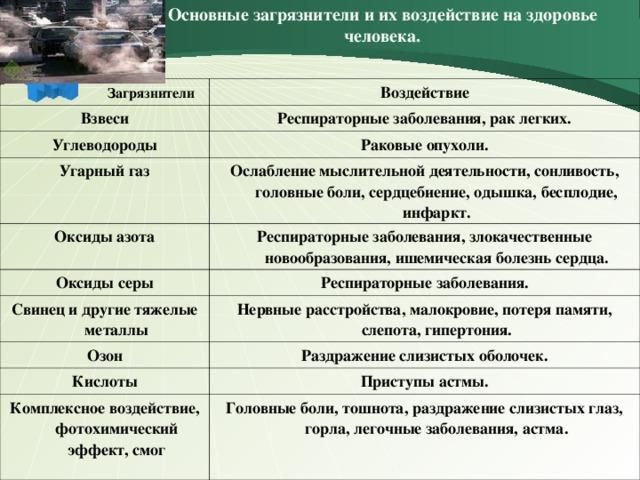 Основные загрязнители и их воздействие на здоровье
человека.
Загрязнители
Воздействие
Взвеси
Респираторные заболевания, рак легких.
Углеводороды
Раковые опухоли.
Угарный газ
Ослабление мыслительной деятельности, сонливость,
головные боли, сердцебиение, одышка, бесплодие,
инфаркт.
Оксиды азота
Респираторные заболевания, злокачественные
новообразования, ишемическая болезнь сердца.
Оксиды серы
Респираторные заболевания.
Свинец и другие тяжелые
металлы
Нервные расстройства, малокровие, потеря памяти,
слепота, гипертония.
Озон
Раздражение слизистых оболочек.
Кислоты
Приступы астмы.
Комплексное воздействие,
фотохимический
эффект, смог
Головные боли, тошнота, раздражение слизистых глаз,
горла, легочные заболевания, астма.